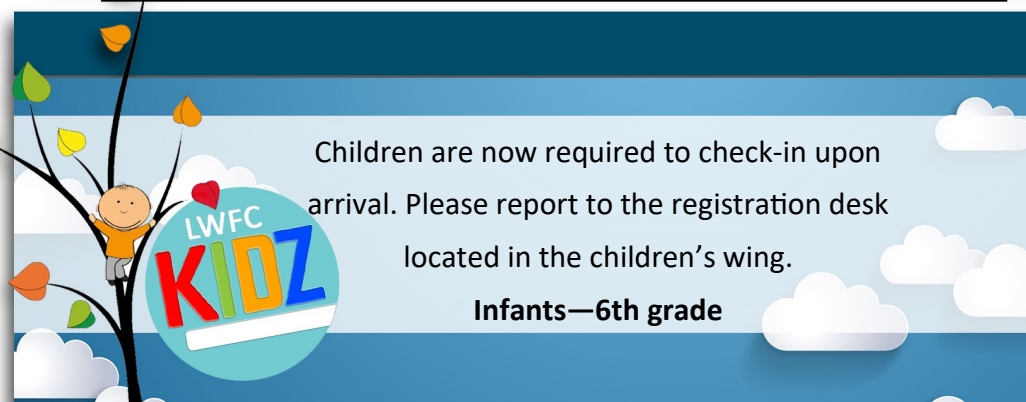 Children are now required to check-in upon
arrival. Please report to the registration desk
located in the children’s wing.
Infants—6th grade
LWFC
KIDZ